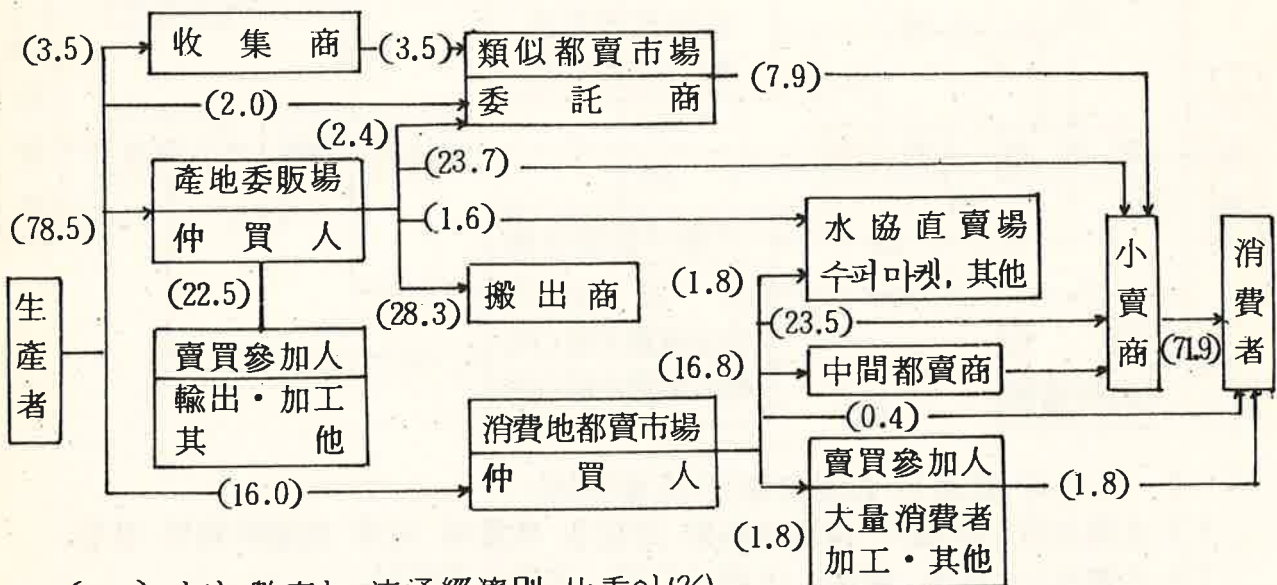 (3.5)
收集商
(3.5)
類似都賣市場
委託商
(7.9)
(2.0)
(2.4)
(23.7)
(78.5)
產地委販場
仲買人
(1.6)
水協直賣場
수퍼마켓, 其他
(1.8)
(28.3)
搬出商
(22.5)
賣買參加人
輸出·加工
其他
生產者
(23.5)
(16.8)
中間都賣商
小賣商
(71.9)
消費者
(0.4)
消費地都賣市場
仲買人
(16.0)
賣買參加人
大量消費者
加工·其他
(1.8)
(1.8)